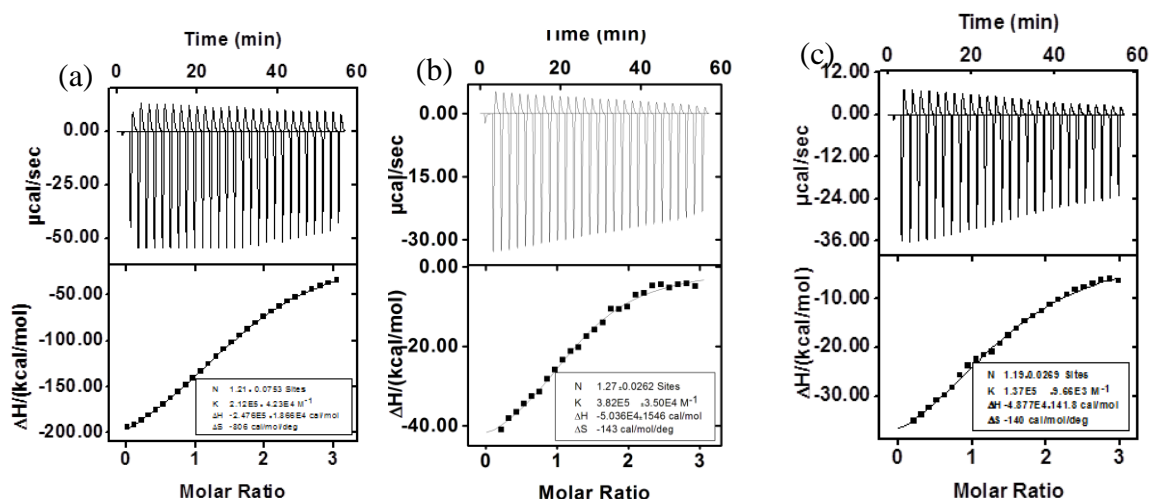 (a)
Time (min)
0 20 40 60
0.00
-25.00
-50.00
µcal/sec
-50.00
-100.00
-150.00
-200.00
ΔH/(kcal/mol)
N 1.21±0.0753 Sites
K 2.12E5±4.23E4 M⁻¹
ΔH -2.476E5±1.866E4 cal/mol
ΔS -806 cal/mol/deg
0 1 2 3
Molar Ratio
(b)
Time (min)
0 20 40 60
0.00
-15.00
-30.00
µcal/sec
0.00
-20.00
-40.00
ΔH/(kcal/mol)
N 1.27±0.0262 Sites
K 3.82E5 ±3.50E4 M⁻¹
ΔH -5.036E4±1546 cal/mol
ΔS -143 cal/mol/deg
0 1 2 3
Molar Ratio
(c)
Time (min)
0 20 40 60
12.00
0.00
-12.00
-24.00
-36.00
µcal/sec
-10.00
-20.00
-30.00
ΔH/(kcal/mol)
N 1.19±0.0269 Sites
K 1.37E5 ±9.66E3 M⁻¹
ΔH -4.877E4±141.8 cal/mol
ΔS -140 cal/mol/deg
0 1 2 3
Molar Ratio